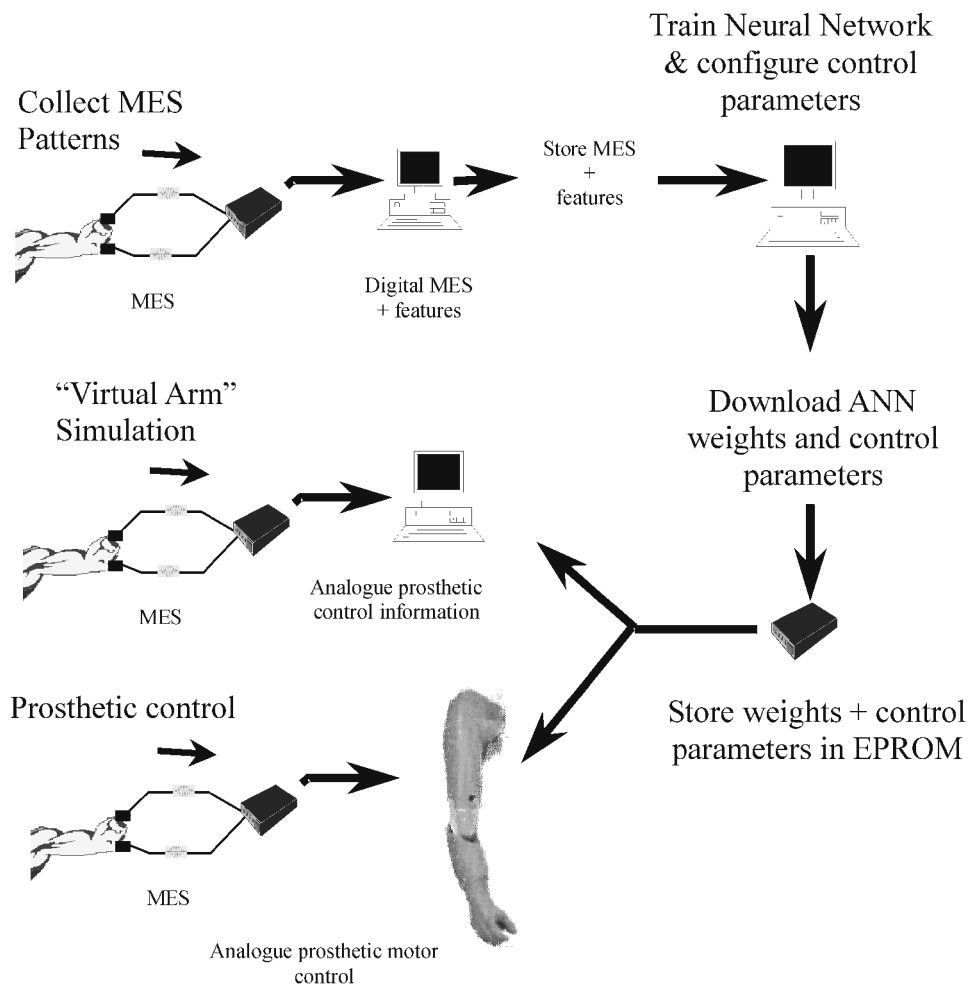 Train Neural Network
& configure control
parameters
Collect MES
Patterns
Store MES
+
features
MES
Digital MES
+ features
“Virtual Arm”
Simulation
Download ANN
weights and control
parameters
MES
Analogue prosthetic
control information
Prosthetic control
Store weights + control
parameters in EPROM
MES
Analogue prosthetic motor
control